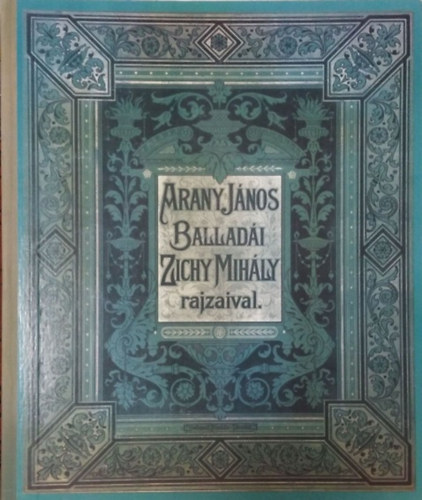 ARANY JÁNOS
BALLADÁI
ZICHY MIHÁLY
rajzaival.